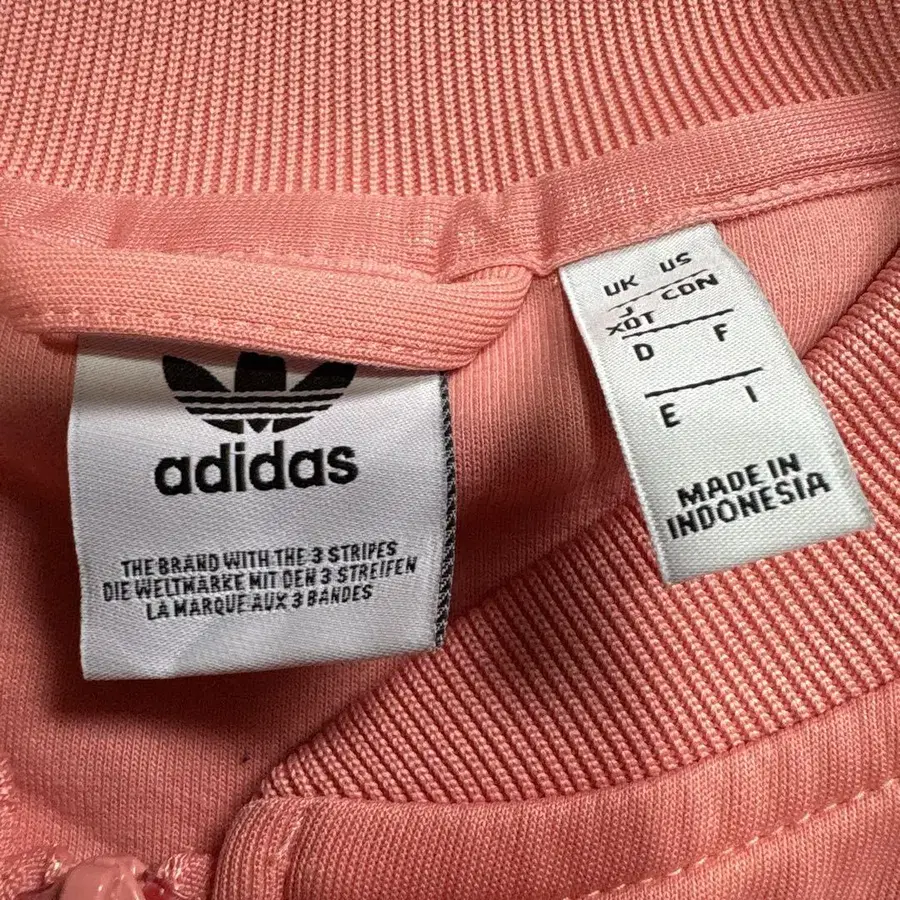 adidas
THE BRAND WITH THE 3 STRIPES
DIE WELTMARKE MIT DEN 3 STREIFEN
LA MARQUE AUX 3 BANDES
UK US
J CDN
XOT
D F
E I
MADE IN
INDONESIA